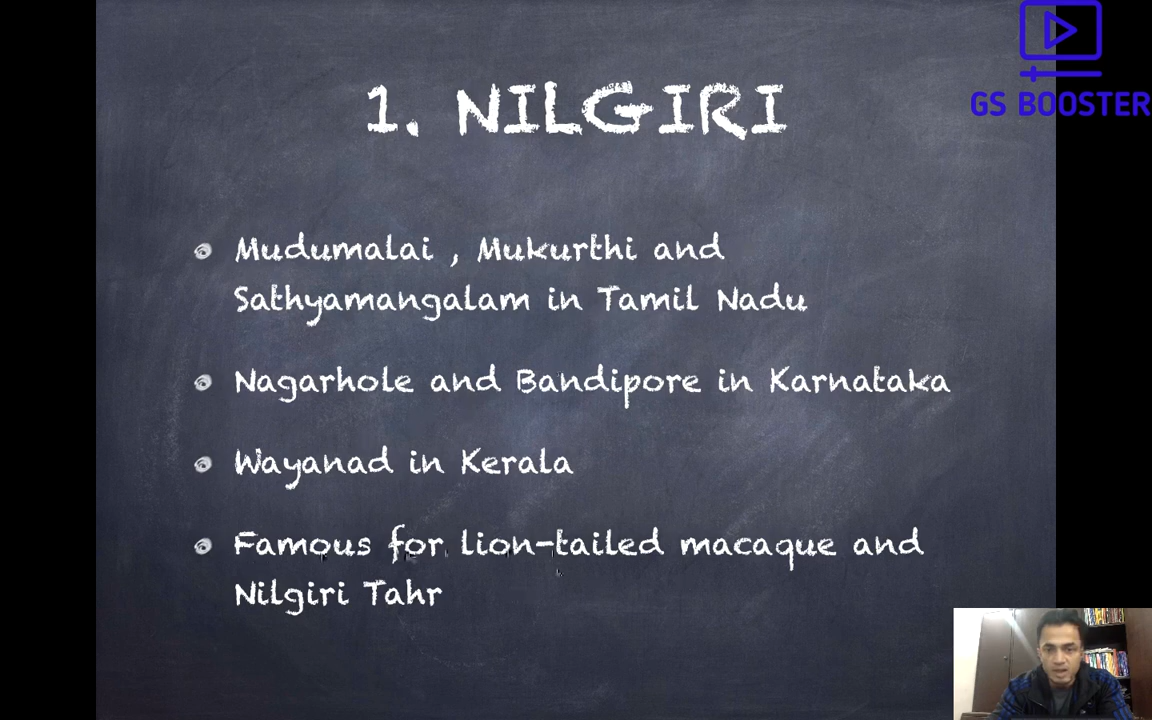 GS BOOSTER
1. NILGIRI
Mudumalai , Mukurthi and
Sathyamangalam in Tamil Nadu
Nagarhole and Bandipore in Karnataka
Wayanad in Kerala
Famous for lion-tailed macaque and
Nilgiri Tahr